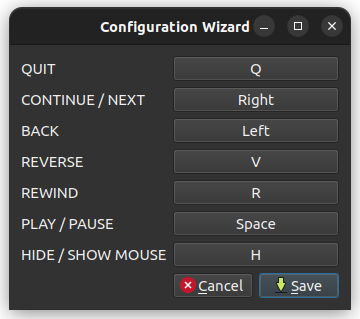 Configuration Wizard
QUIT Q
CONTINUE / NEXT Right
BACK Left
REVERSE V
REWIND R
PLAY / PAUSE Space
HIDE / SHOW MOUSE H
Cancel Save